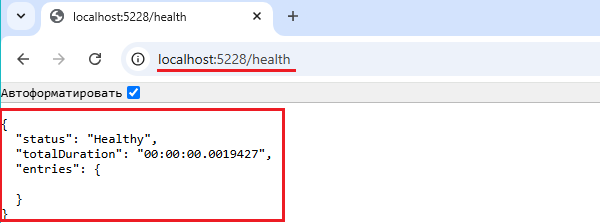 localhost:5228/health
localhost:5228/health
Автоформатировать
{
  "status": "Healthy",
  "totalDuration": "00:00:00.0019427",
  "entries": {
  }
}